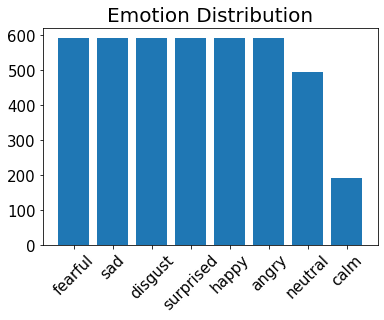 Emotion Distribution
600
500
400
300
200
100
0
fearful
sad
disgust
surprised
happy
angry
neutral
calm